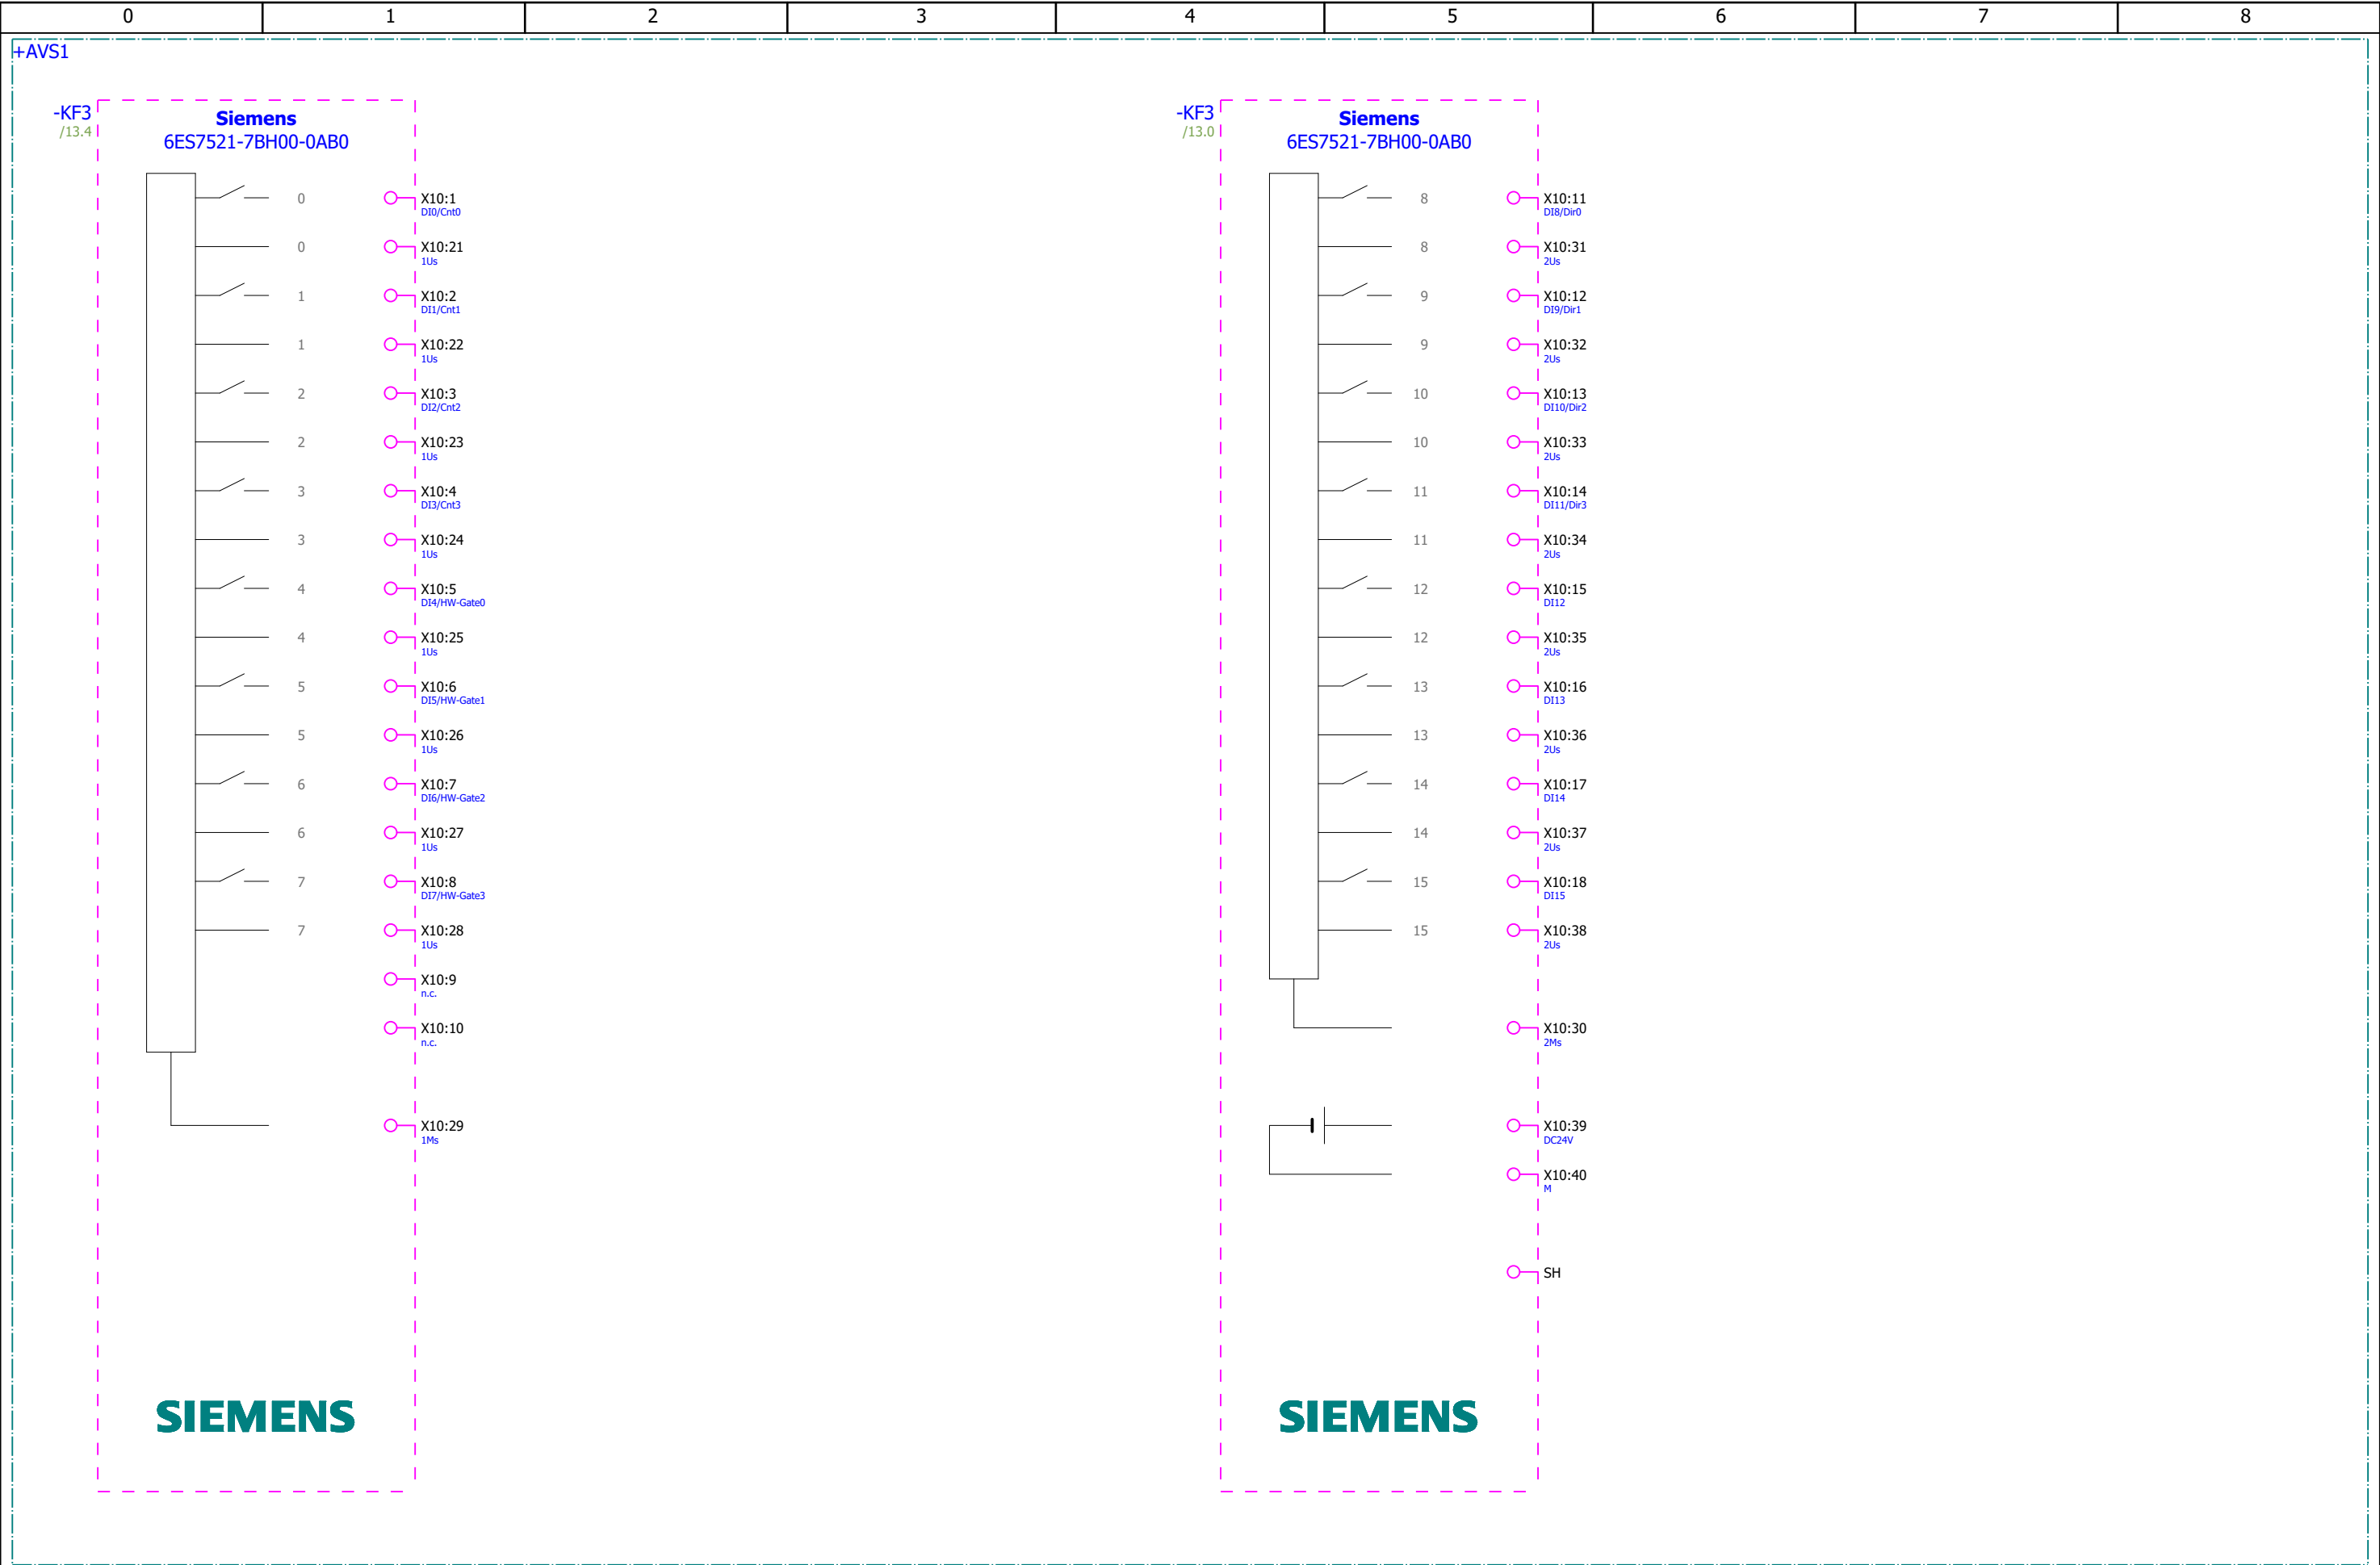 0 1 2 3 4 5 6 7 8
+AVS1
-KF3
/13.4
Siemens
6ES7521-7BH00-0AB0
0 X10:1
DI0/Cnt0
0 X10:21
1Us
1 X10:2
DI1/Cnt1
1 X10:22
1Us
2 X10:3
DI2/Cnt2
2 X10:23
1Us
3 X10:4
DI3/Cnt3
3 X10:24
1Us
4 X10:5
DI4/HW-Gate0
4 X10:25
1Us
5 X10:6
DI5/HW-Gate1
5 X10:26
1Us
6 X10:7
DI6/HW-Gate2
6 X10:27
1Us
7 X10:8
DI7/HW-Gate3
7 X10:28
1Us
X10:9
n.c.
X10:10
n.c.
X10:29
1Ms
SIEMENS
-KF3
/13.0
Siemens
6ES7521-7BH00-0AB0
8 X10:11
DI8/Dir0
8 X10:31
2Us
9 X10:12
DI9/Dir1
9 X10:32
2Us
10 X10:13
DI10/Dir2
10 X10:33
2Us
11 X10:14
DI11/Dir3
11 X10:34
2Us
12 X10:15
DI12
12 X10:35
2Us
13 X10:16
DI13
13 X10:36
2Us
14 X10:17
DI14
14 X10:37
2Us
15 X10:18
DI15
15 X10:38
2Us
X10:30
2Ms
X10:39
DC24V
X10:40
M
SH
SIEMENS